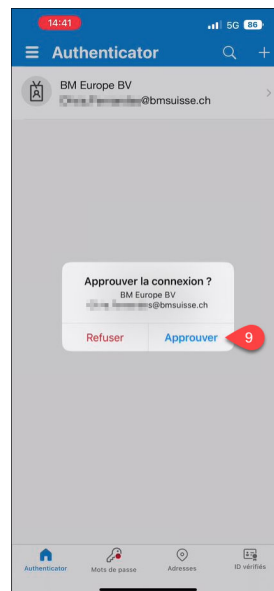 14:41
5G 86
Authenticator
BM Europe BV
@bmsuisse.ch
Approuver la connexion ?
BM Europe BV
s@bmsuisse.ch
Refuser
Approuver
9
Authenticator
Mots de passe
Adresses
ID vérifiés